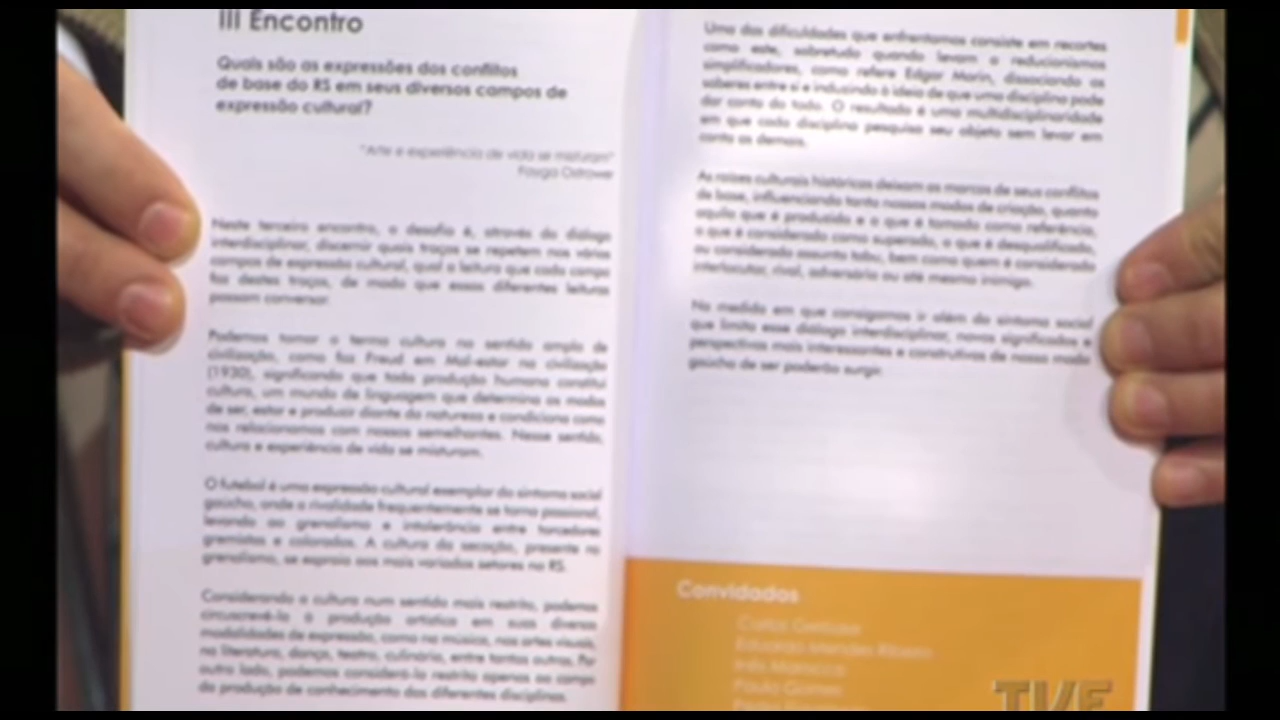 III Encontro
Quais são as expressões dos conflitos
de base do RS em seus diversos campos de
expressão cultural?
"Arte e experiência de vida se misturam"
Fayga Ostrower
Neste terceiro encontro, o desafio é, através do diálogo
interdisciplinar, discernir quais traços se repetem nos vários
campos de expressão cultural, qual a leitura que cada campo
faz destes traços, de modo que essas diferentes leituras
possam conversar.
Podemos tomar o termo cultura no sentido amplo de
civilização, como faz Freud em Mal-estar na civilização
(1930), significando que toda produção humana constitui
cultura, um mundo de linguagem que determina os modos
de ser, estar e produzir diante da natureza e condiciona como
nos relacionamos com nossos semelhantes. Nesse sentido,
cultura e experiência de vida se misturam.
O futebol é uma expressão cultural exemplar do sintoma social
gaúcho, onde a rivalidade frequentemente se torna passional,
levando ao grenalismo e intolerância entre torcedores
gremistas e colorados. A cultura da secação, presente no
grenalismo, se espraia aos mais variados setores no RS.
Considerando a cultura num sentido mais restrito, podemos
circuscrevê-la à produção artística em suas diversas
modalidades de expressão, como na música, nas artes visuais,
na literatura, dança, teatro, culinária, entre tantas outras. Por
outro lado, podemos considerá-la restrita apenas ao campo
da produção de conhecimento das diferentes disciplinas.
Uma das dificuldades que enfrentamos consiste em recortes
como este, sobretudo quando levam a reducionismos
simplificadores, como refere Edgar Morin, dissociando os
saberes entre si e induzindo à ideia de que uma disciplina pode
dar conta do todo. O resultado é uma multidisciplinaridade
em que cada disciplina pesquisa seu objeto sem levar em
conta as demais.
As raízes culturais históricas deixam as marcas de seus conflitos
de base, influenciando tanto nossos modos de criação, quanto
aquilo que é produzido e o que é tomado como referência,
o que é considerado como superado, o que é desqualificado,
ou considerado assunto tabu, bem como quem é considerado
interlocutor, rival, adversário ou até mesmo inimigo.
Na medida em que consigamos ir além do sintoma social
que limita esse diálogo interdisciplinar, novos significados e
perspectivas mais interessantes e construtivas de nosso modo
gaúcho de ser poderão surgir.
Convidados
Eduardo Mendes Ribeiro
Paulo Gomes
TVE